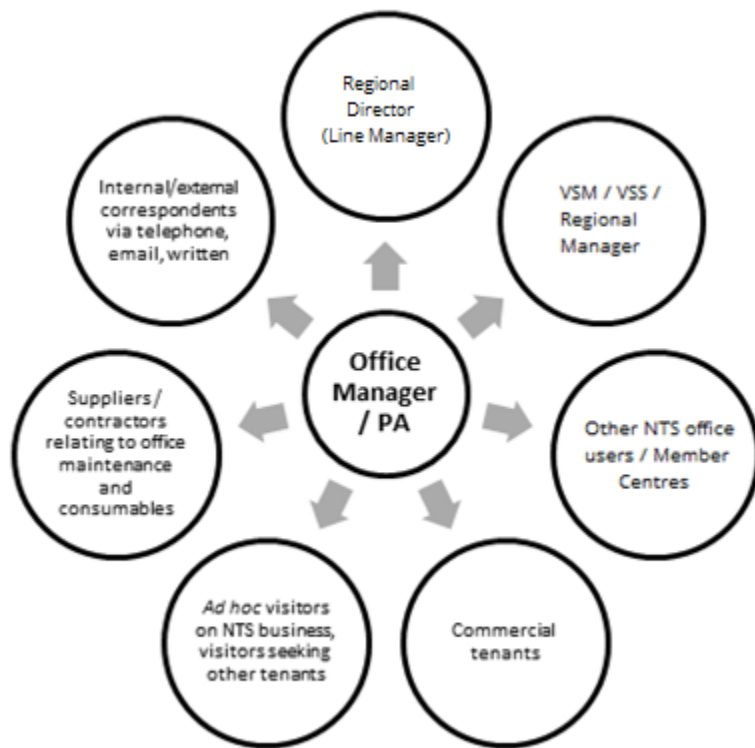 Regional
Director
(Line Manager)
VSM / VSS /
Regional
Manager
Other NTS office
users / Member
Centres
Commercial
tenants
Ad hoc visitors
on NTS business,
visitors seeking
other tenants
Suppliers/
contractors
relating to office
maintenance
and
consumables
Internal/external
correspondents
via telephone,
email, written
Office
Manager
/ PA